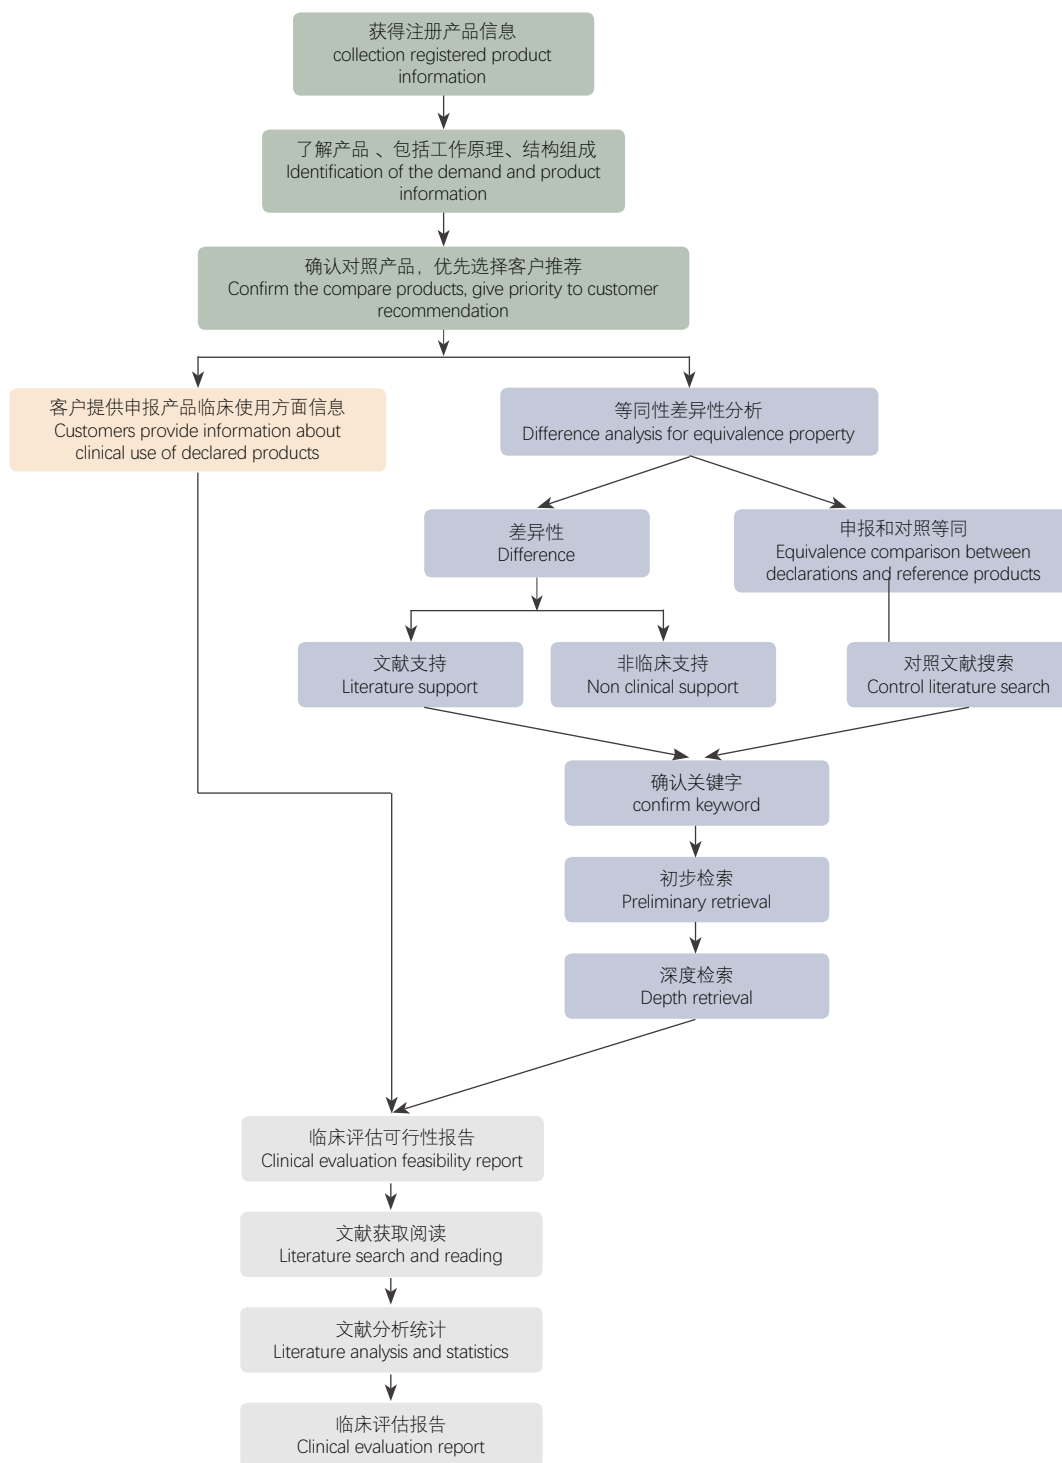 获得注册产品信息
collection registered product
information
了解产品 、包括工作原理、结构组成
Identification of the demand and product
information
确认对照产品，优先选择客户推荐
Confirm the compare products, give priority to customer
recommendation
客户提供申报产品临床使用方面信息
Customers provide information about
clinical use of declared products
等同性差异性分析
Difference analysis for equivalence property
差异性
Difference
申报和对照等同
Equivalence comparison between
declarations and reference products
文献支持
Literature support
非临床支持
Non clinical support
对照文献搜索
Control literature search
确认关键字
confirm keyword
初步检索
Preliminary retrieval
深度检索
Depth retrieval
临床评估可行性报告
Clinical evaluation feasibility report
文献获取阅读
Literature search and reading
文献分析统计
Literature analysis and statistics
临床评估报告
Clinical evaluation report